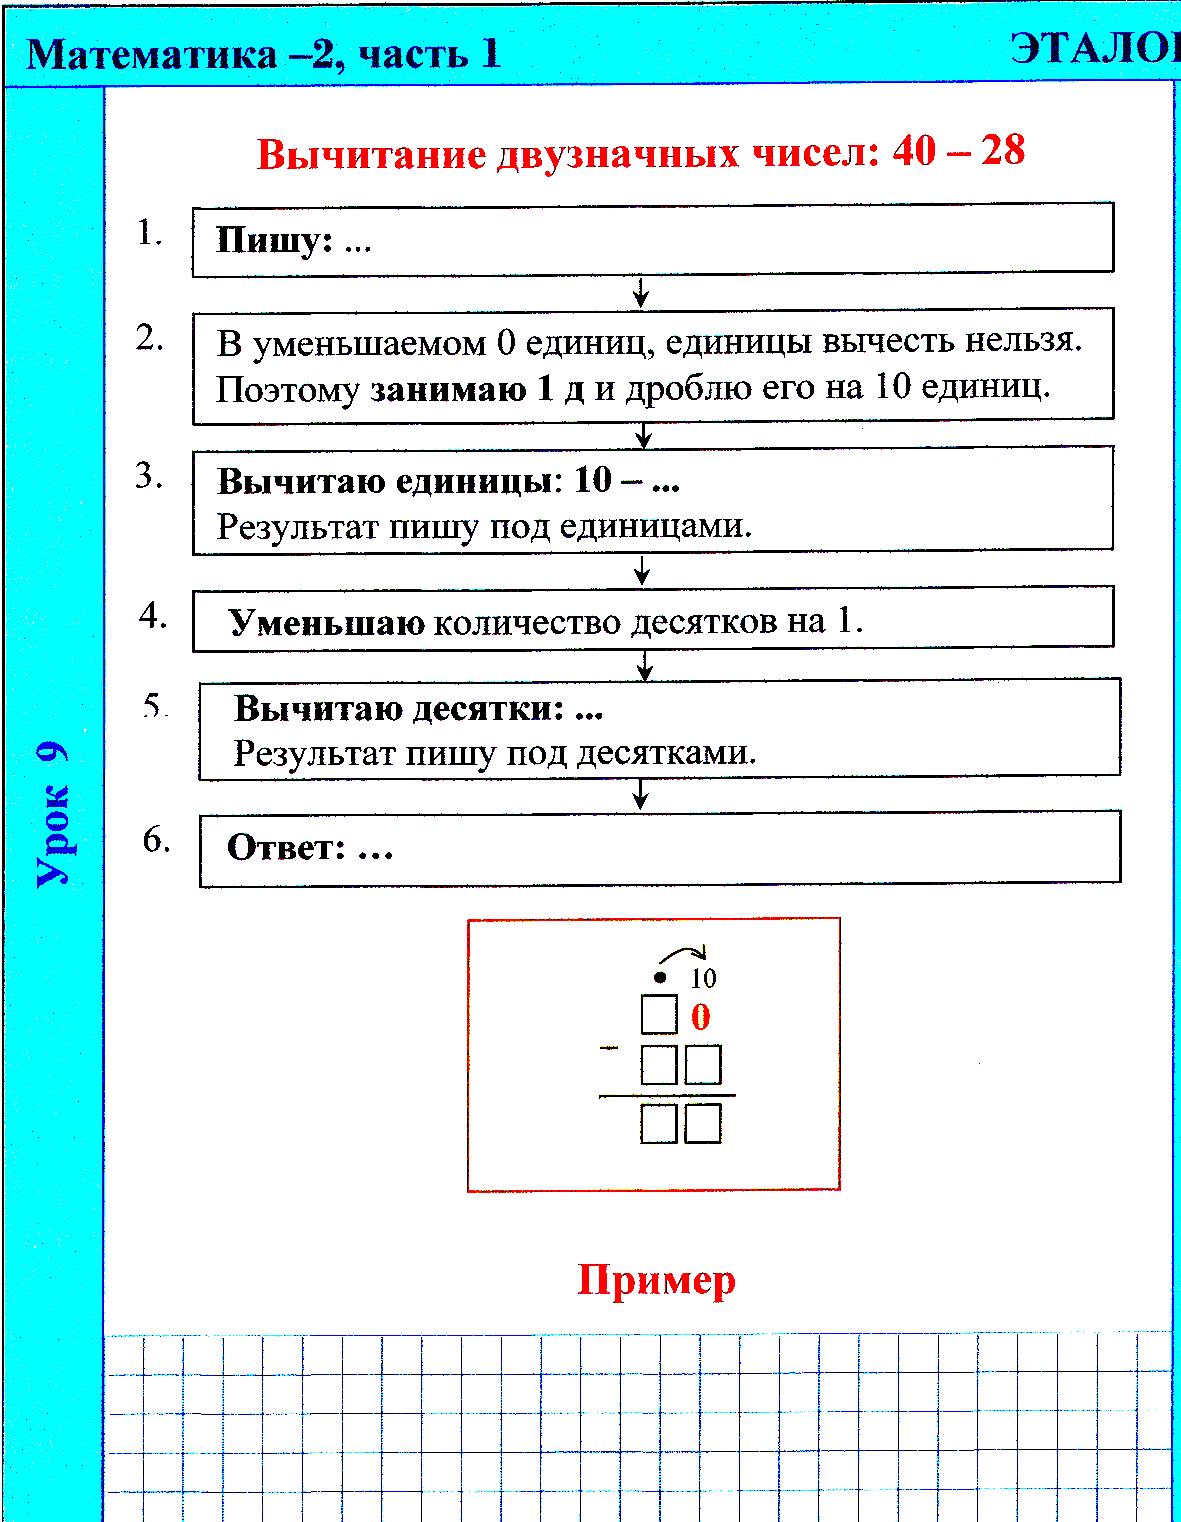 Математика –2, часть 1
Вычитание двузначных чисел: 40 – 28
1. Пишу: ...
2. В уменьшаемом 0 единиц, единицы вычесть нельзя.
Поэтому занимаю 1 д и дроблю его на 10 единиц.
3. Вычитаю единицы: 10 – ...
Результат пишу под единицами.
4. Уменьшаю количество десятков на 1.
5. Вычитаю десятки: ...
Результат пишу под десятками.
6. Ответ: ...
Урок 9
10
0
–
Пример